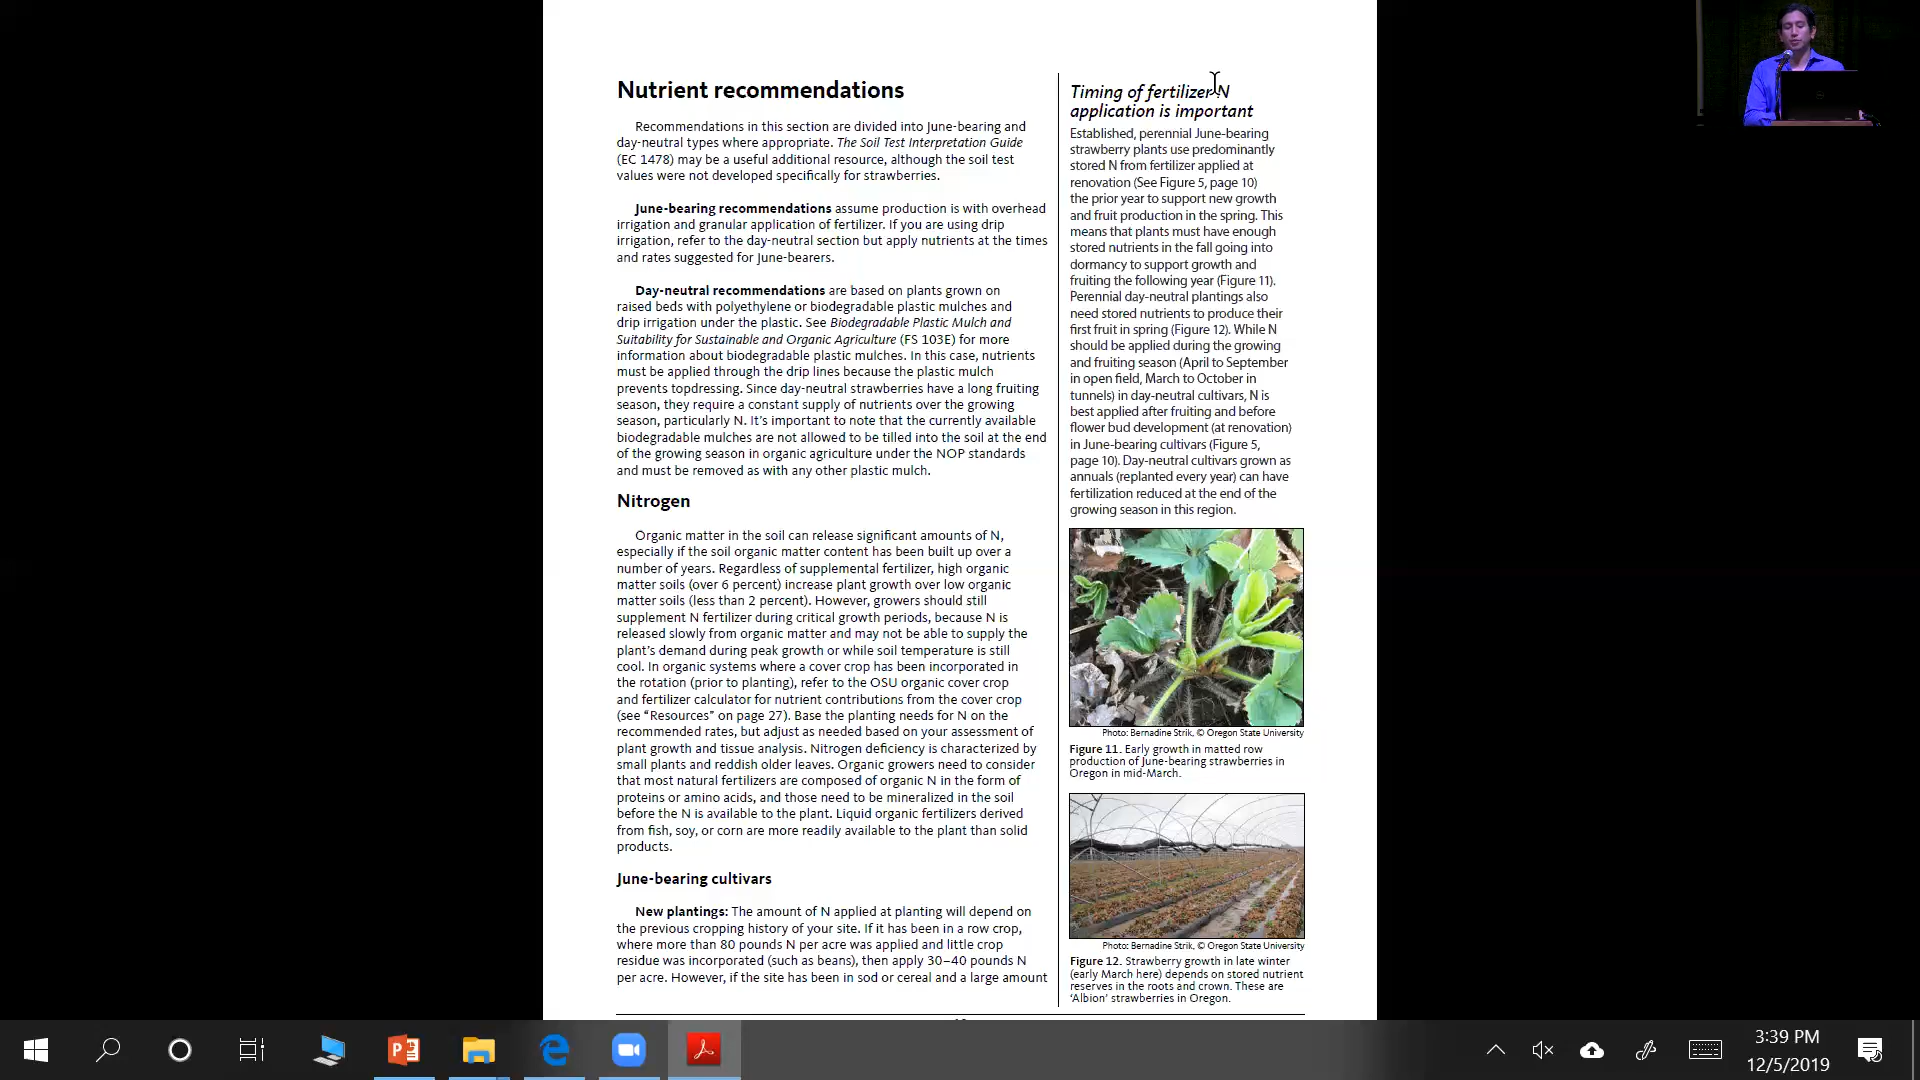 Nutrient recommendations
Recommendations in this section are divided into June-bearing and
day-neutral types where appropriate. The Soil Test Interpretation Guide
(EC 1478) may be a useful additional resource, although the soil test
values were not developed specifically for strawberries.
June-bearing recommendations assume production is with overhead
irrigation and granular application of fertilizer. If you are using drip
irrigation, refer to the day-neutral section but apply nutrients at the times
and rates suggested for June-bearers.
Day-neutral recommendations are based on plants grown on
raised beds with polyethylene or biodegradable plastic mulches and
drip irrigation under the plastic. See Biodegradable Plastic Mulch and
Suitability for Sustainable and Organic Agriculture (FS 103E) for more
information about biodegradable plastic mulches. In this case, nutrients
must be applied through the drip lines because the plastic mulch
prevents topdressing. Since day-neutral strawberries have a long fruiting
season, they require a constant supply of nutrients over the growing
season, particularly N. It's important to note that the currently available
biodegradable mulches are not allowed to be tilled into the soil at the end
of the growing season in organic agriculture under the NOP standards
and must be removed as with any other plastic mulch.
Nitrogen
Organic matter in the soil can release significant amounts of N,
especially if the soil organic matter content has been built up over a
number of years. Regardless of supplemental fertilizer, high organic
matter soils (over 6 percent) increase plant growth over low organic
matter soils (less than 2 percent). However, growers should still
supplement N fertilizer during critical growth periods, because N is
released slowly from organic matter and may not be able to supply the
plant's demand during peak growth or while soil temperature is still
cool. In organic systems where a cover crop has been incorporated in
the rotation (prior to planting), refer to the OSU organic cover crop
and fertilizer calculator for nutrient contributions from the cover crop
(see "Resources" on page 27). Base the planting needs for N on the
recommended rates, but adjust as needed based on your assessment of
plant growth and tissue analysis. Nitrogen deficiency is characterized by
small plants and reddish older leaves. Organic growers need to consider
that most natural fertilizers are composed of organic N in the form of
proteins or amino acids, and those need to be mineralized in the soil
before the N is available to the plant. Liquid organic fertilizers derived
from fish, soy, or corn are more readily available to the plant than solid
products.
June-bearing cultivars
New plantings: The amount of N applied at planting will depend on
the previous cropping history of your site. If it has been in a row crop,
where more than 80 pounds N per acre was applied and little crop
residue was incorporated (such as beans), then apply 30–40 pounds N
per acre. However, if the site has been in sod or cereal and a large amount
Timing of fertilizer N
application is important
Established, perennial June-bearing
strawberry plants use predominantly
stored N from fertilizer applied at
renovation (See Figure 5, page 10)
the prior year to support new growth
and fruit production in the spring. This
means that plants must have enough
stored nutrients in the fall going into
dormancy to support growth and
fruiting the following year (Figure 11).
Perennial day-neutral plantings also
need stored nutrients to produce their
first fruit in spring (Figure 12). While N
should be applied during the growing
and fruiting season (April to September
in open field, March to October in
tunnels) in day-neutral cultivars, N is
best applied after fruiting and before
flower bud development (at renovation)
in June-bearing cultivars (Figure 5,
page 10). Day-neutral cultivars grown as
annuals (replanted every year) can have
fertilization reduced at the end of the
growing season in this region.
Photo: Bernadine Strik, © Oregon State University
Figure 11. Early growth in matted row
production of June-bearing strawberries in
Oregon in mid-March.
Photo: Bernadine Strik, © Oregon State University
Figure 12. Strawberry growth in late winter
(early March here) depends on stored nutrient
reserves in the roots and crown. These are
'Albion' strawberries in Oregon.
3:39 PM
12/5/2019